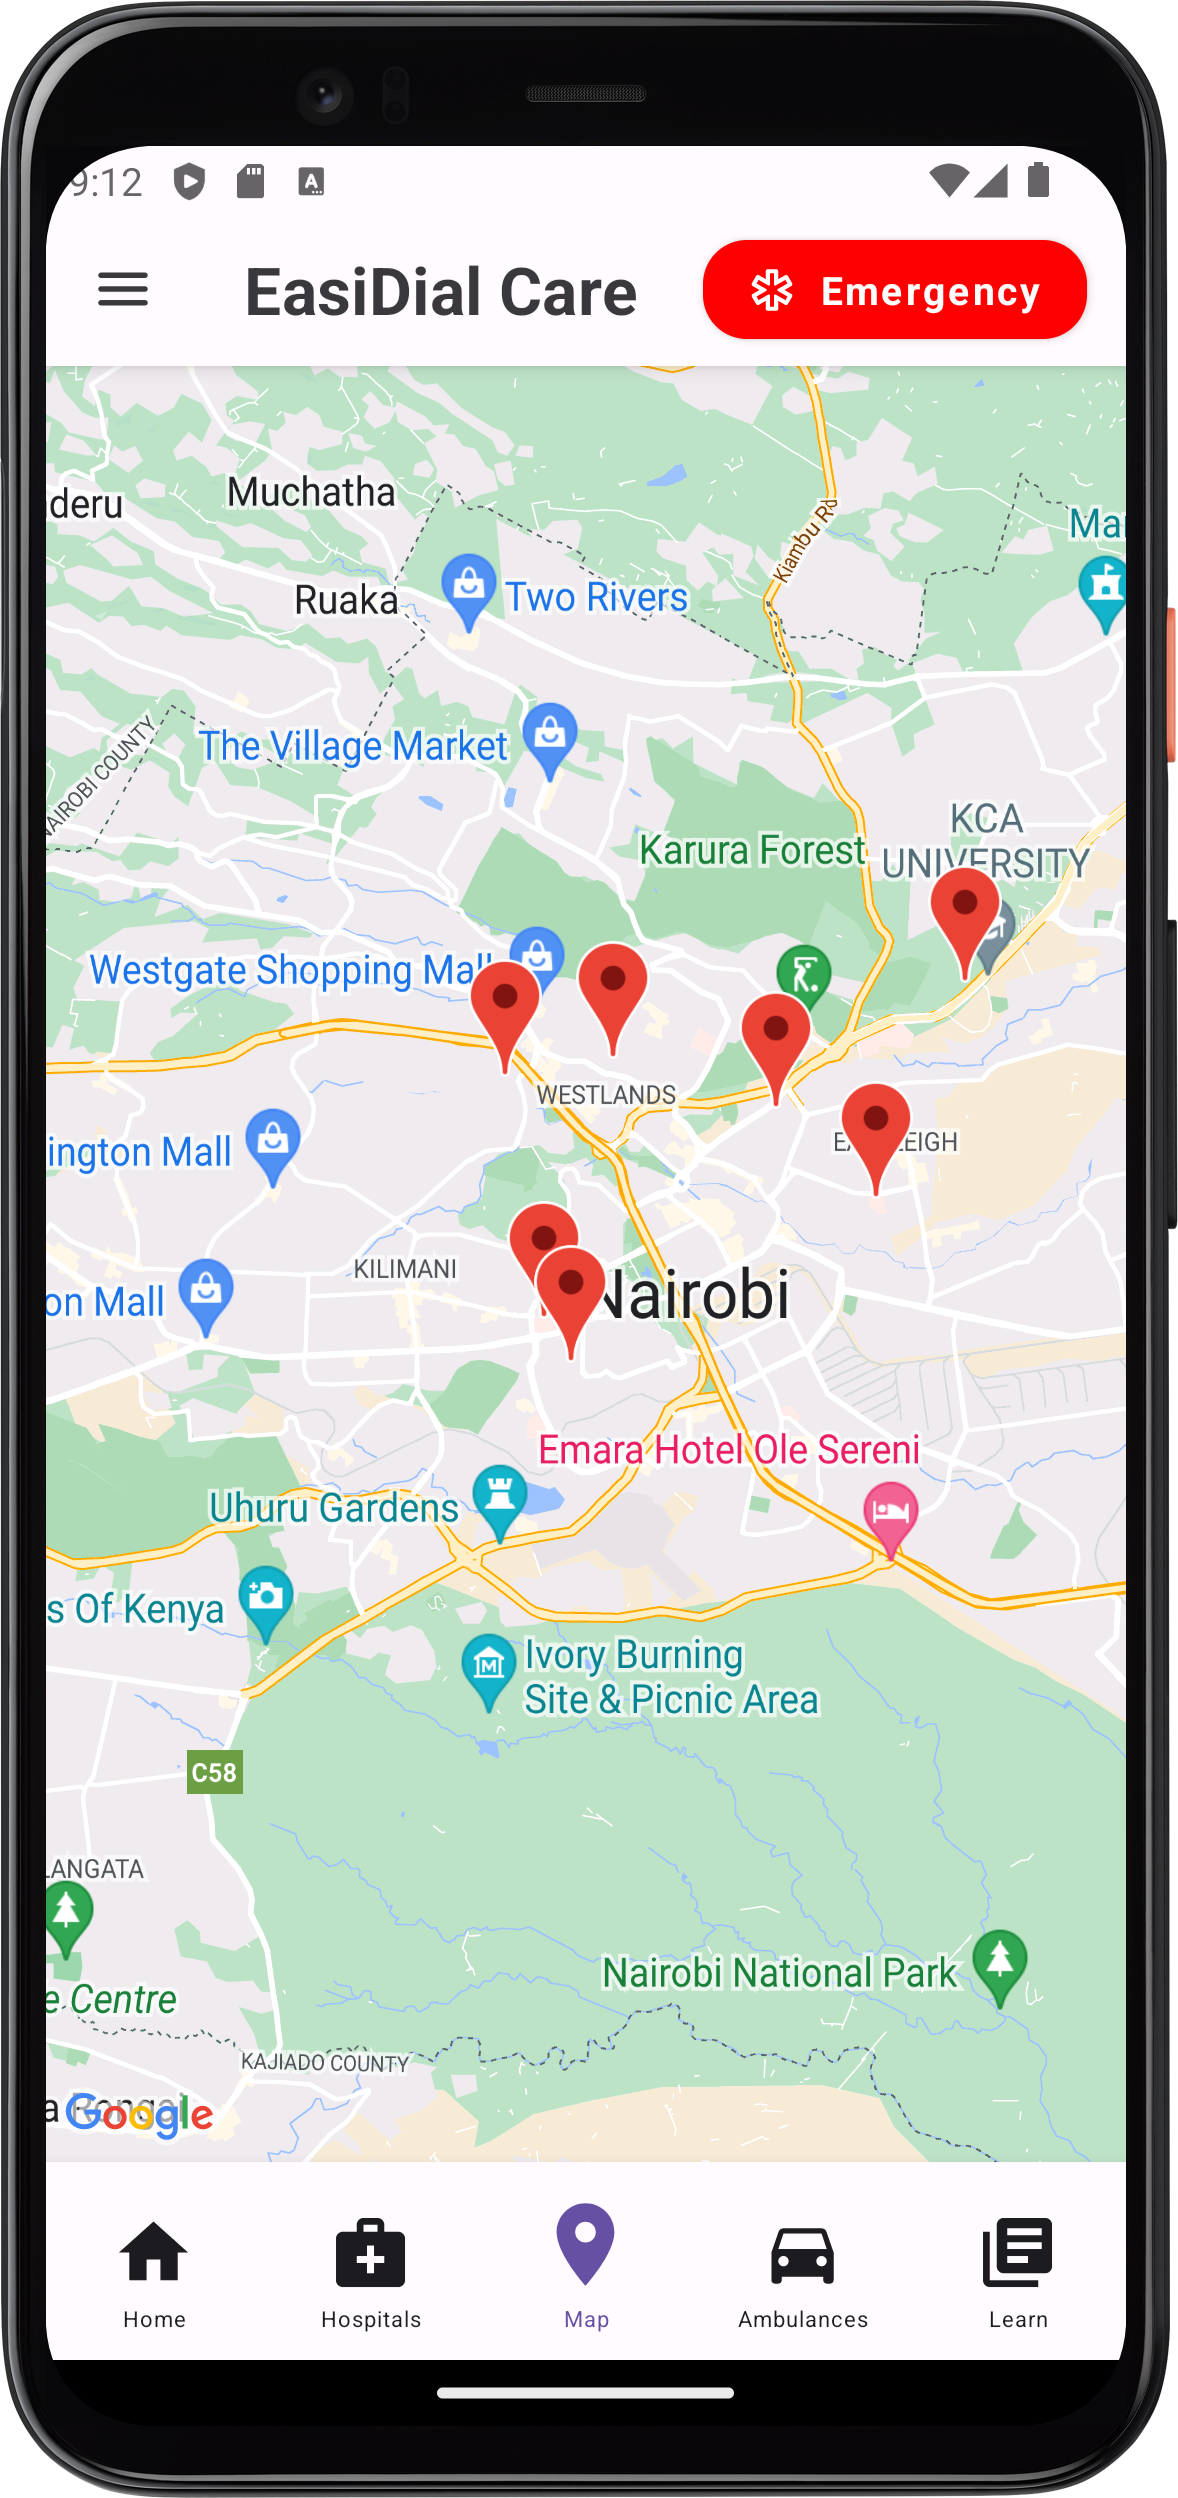 9:12
EasiDial Care
Emergency
Muchatha
deru
Kiambu Rd
Ma
Ruaka
Two Rivers
The Village Market
NAIROBI COUNTY
KCA
UNIVERSITY
Karura Forest
Westgate Shopping Mall
WESTLANDS
ington Mall
KILIMANI
Nairobi
on Mall
Emara Hotel Ole Sereni
Uhuru Gardens
s Of Kenya
Ivory Burning
Site & Picnic Area
C58
LANGATA
Nairobi National Park
e Centre
KAJIADO COUNTY
Google
Home
Hospitals
Map
Ambulances
Learn